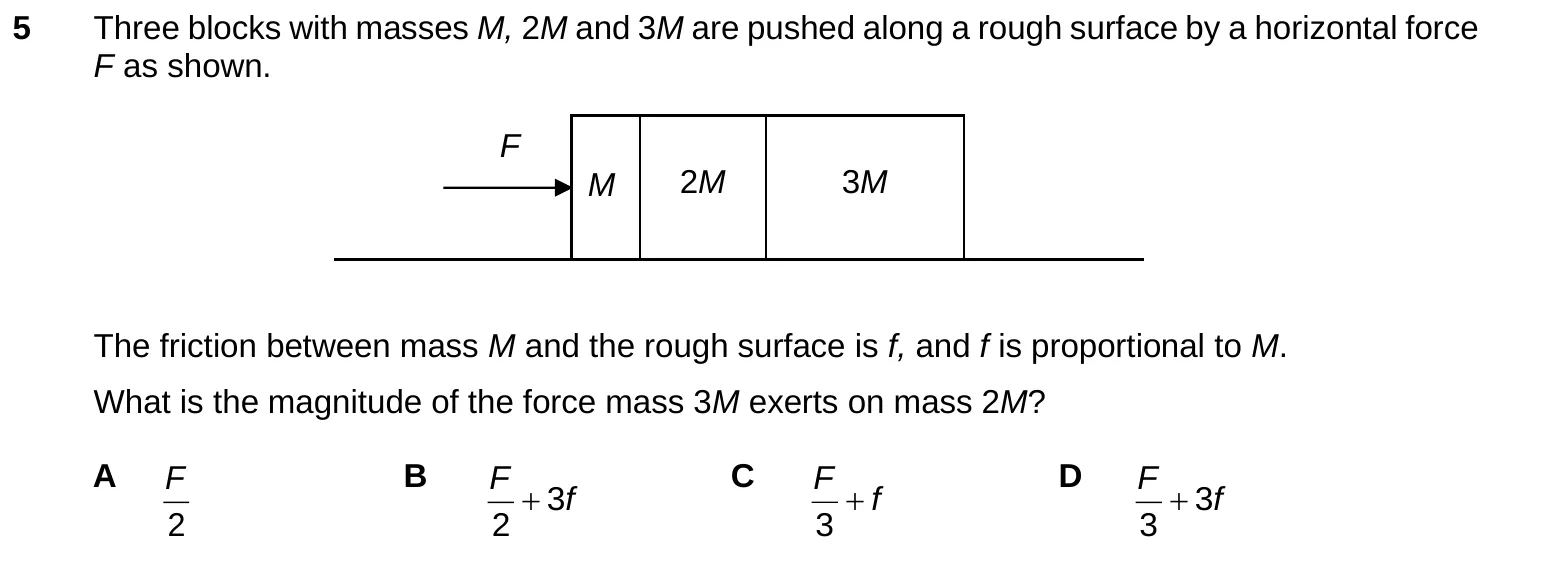 5 Three blocks with masses M, 2M and 3M are pushed along a rough surface by a horizontal force
F as shown.
F
M 2M 3M
The friction between mass M and the rough surface is f, and f is proportional to M.
What is the magnitude of the force mass 3M exerts on mass 2M?
A F/2 B F/2 + 3f C F/3 + f D F/3 + 3f